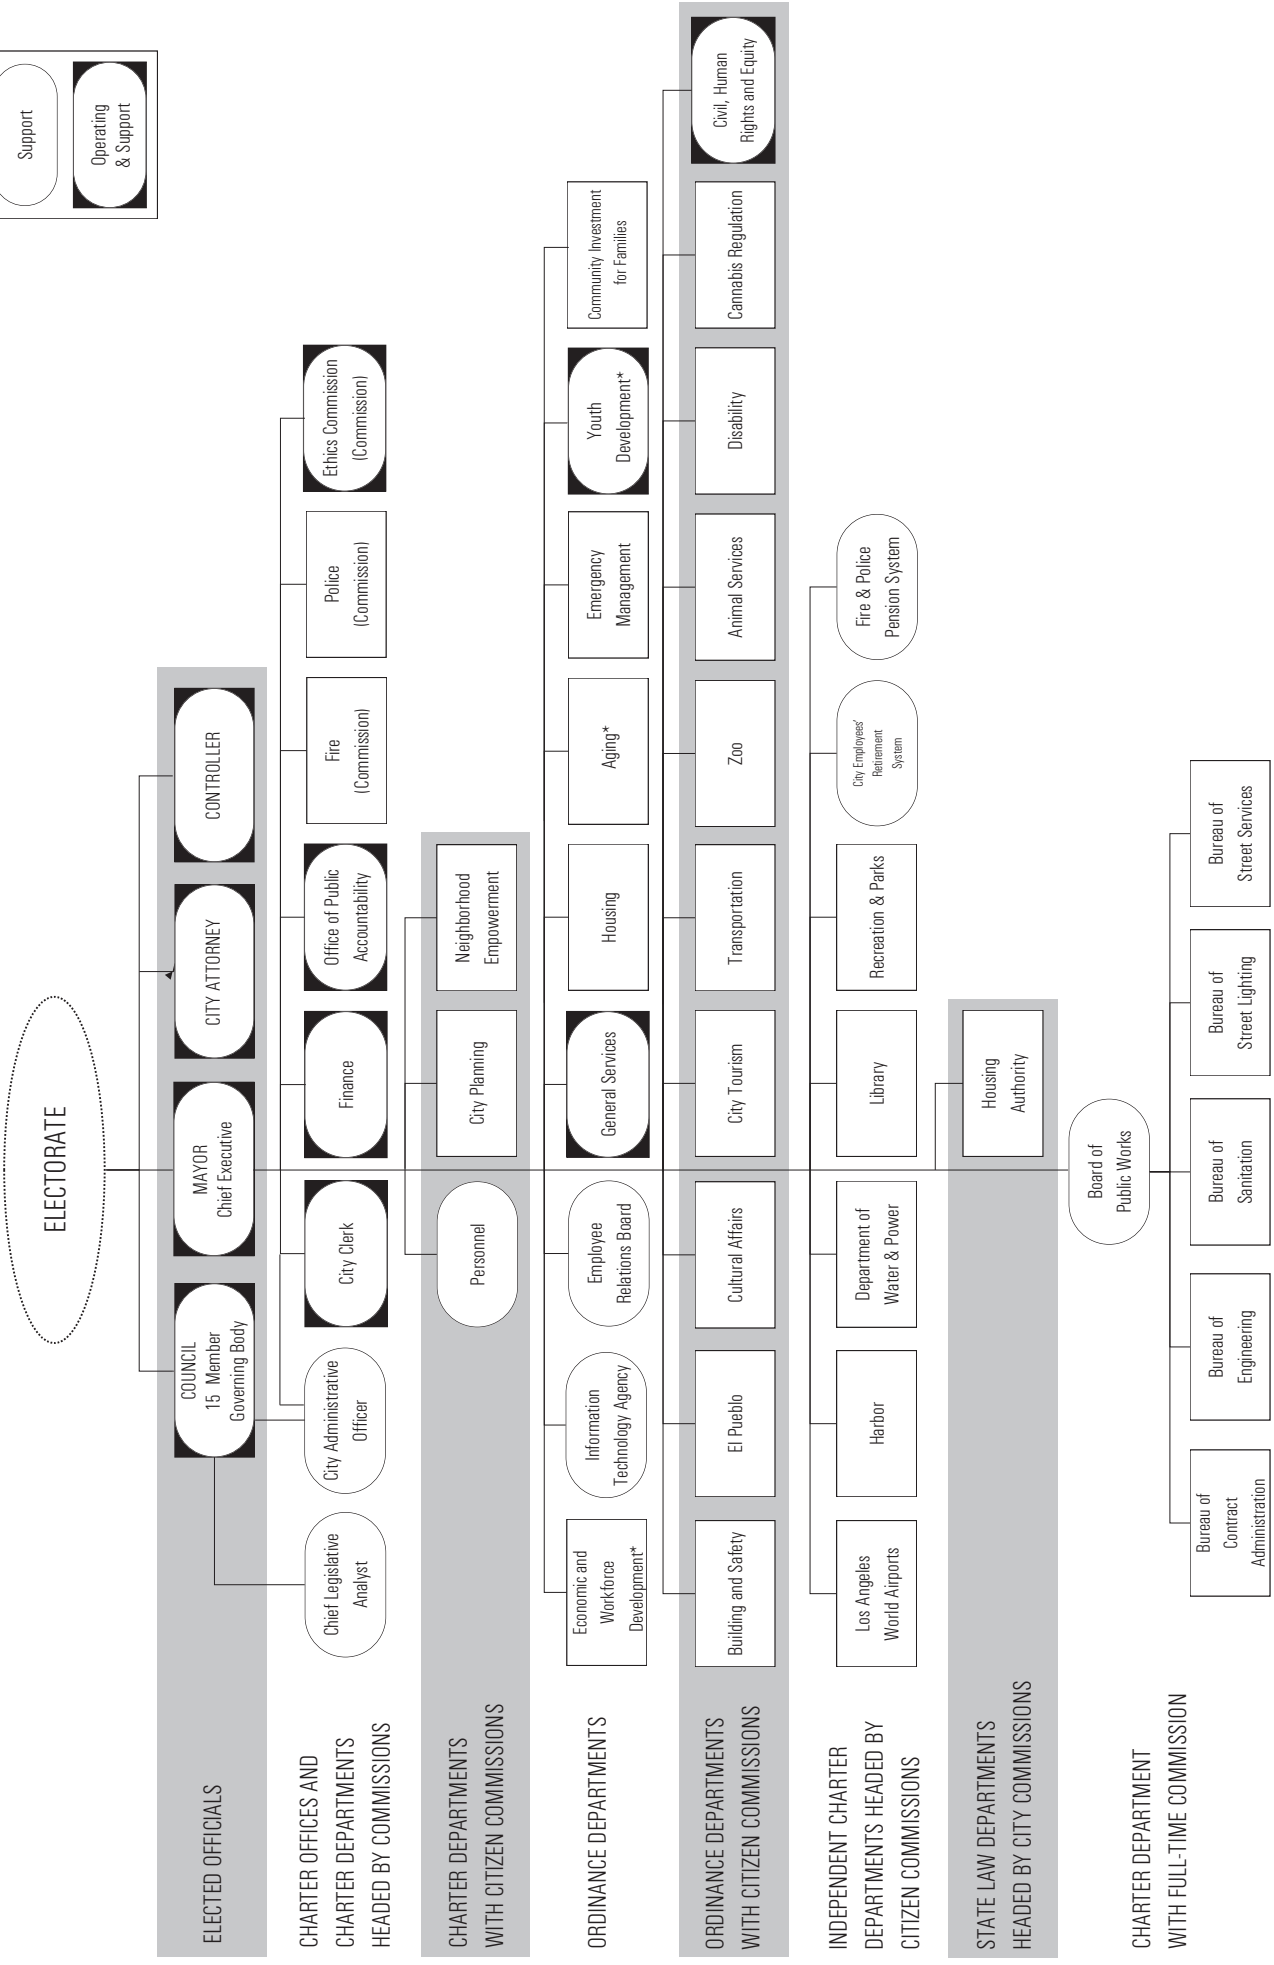 Support
Operating
& Support
ELECTORATE
ELECTED OFFICIALS
COUNCIL
15 Member
Governing Body
MAYOR
Chief Executive
CITY ATTORNEY
CONTROLLER
CHARTER OFFICES AND
CHARTER DEPARTMENTS
HEADED BY COMMISSIONS
Chief Legislative
Analyst
City Administrative
Officer
City Clerk
Finance
Office of Public
Accountability
Fire
(Commission)
Police
(Commission)
Ethics Commission
(Commission)
CHARTER DEPARTMENTS
WITH CITIZEN COMMISSIONS
Personnel
City Planning
Neighborhood
Empowerment
ORDINANCE DEPARTMENTS
Economic and
Workforce
Development*
Information
Technology Agency
Employee
Relations Board
General Services
Housing
Aging*
Emergency
Management
Youth
Development*
Community Investment
for Families
ORDINANCE DEPARTMENTS
WITH CITIZEN COMMISSIONS
Building and Safety
El Pueblo
Cultural Affairs
City Tourism
Transportation
Zoo
Animal Services
Disability
Cannabis Regulation
Civil, Human
Rights and Equity
INDEPENDENT CHARTER
DEPARTMENTS HEADED BY
CITIZEN COMMISSIONS
Los Angeles
World Airports
Harbor
Department of
Water & Power
Library
Recreation & Parks
City Employees'
Retirement
System
Fire & Police
Pension System
STATE LAW DEPARTMENTS
HEADED BY CITY COMMISSIONS
Housing
Authority
CHARTER DEPARTMENT
WITH FULL-TIME COMMISSION
Board of
Public Works
Bureau of
Contract
Administration
Bureau of
Engineering
Bureau of
Sanitation
Bureau of
Street Lighting
Bureau of
Street Services